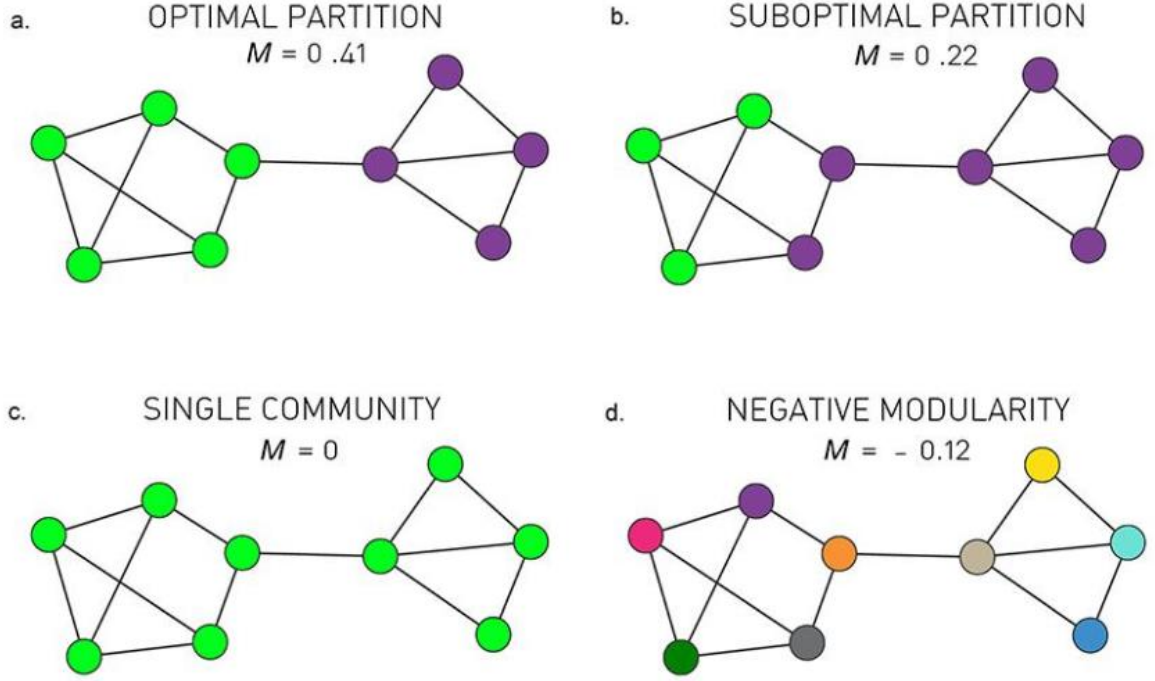 a.
OPTIMAL PARTITION
M = 0 .41
b.
SUBOPTIMAL PARTITION
M = 0 .22
c.
SINGLE COMMUNITY
M = 0
d.
NEGATIVE MODULARITY
M = - 0.12